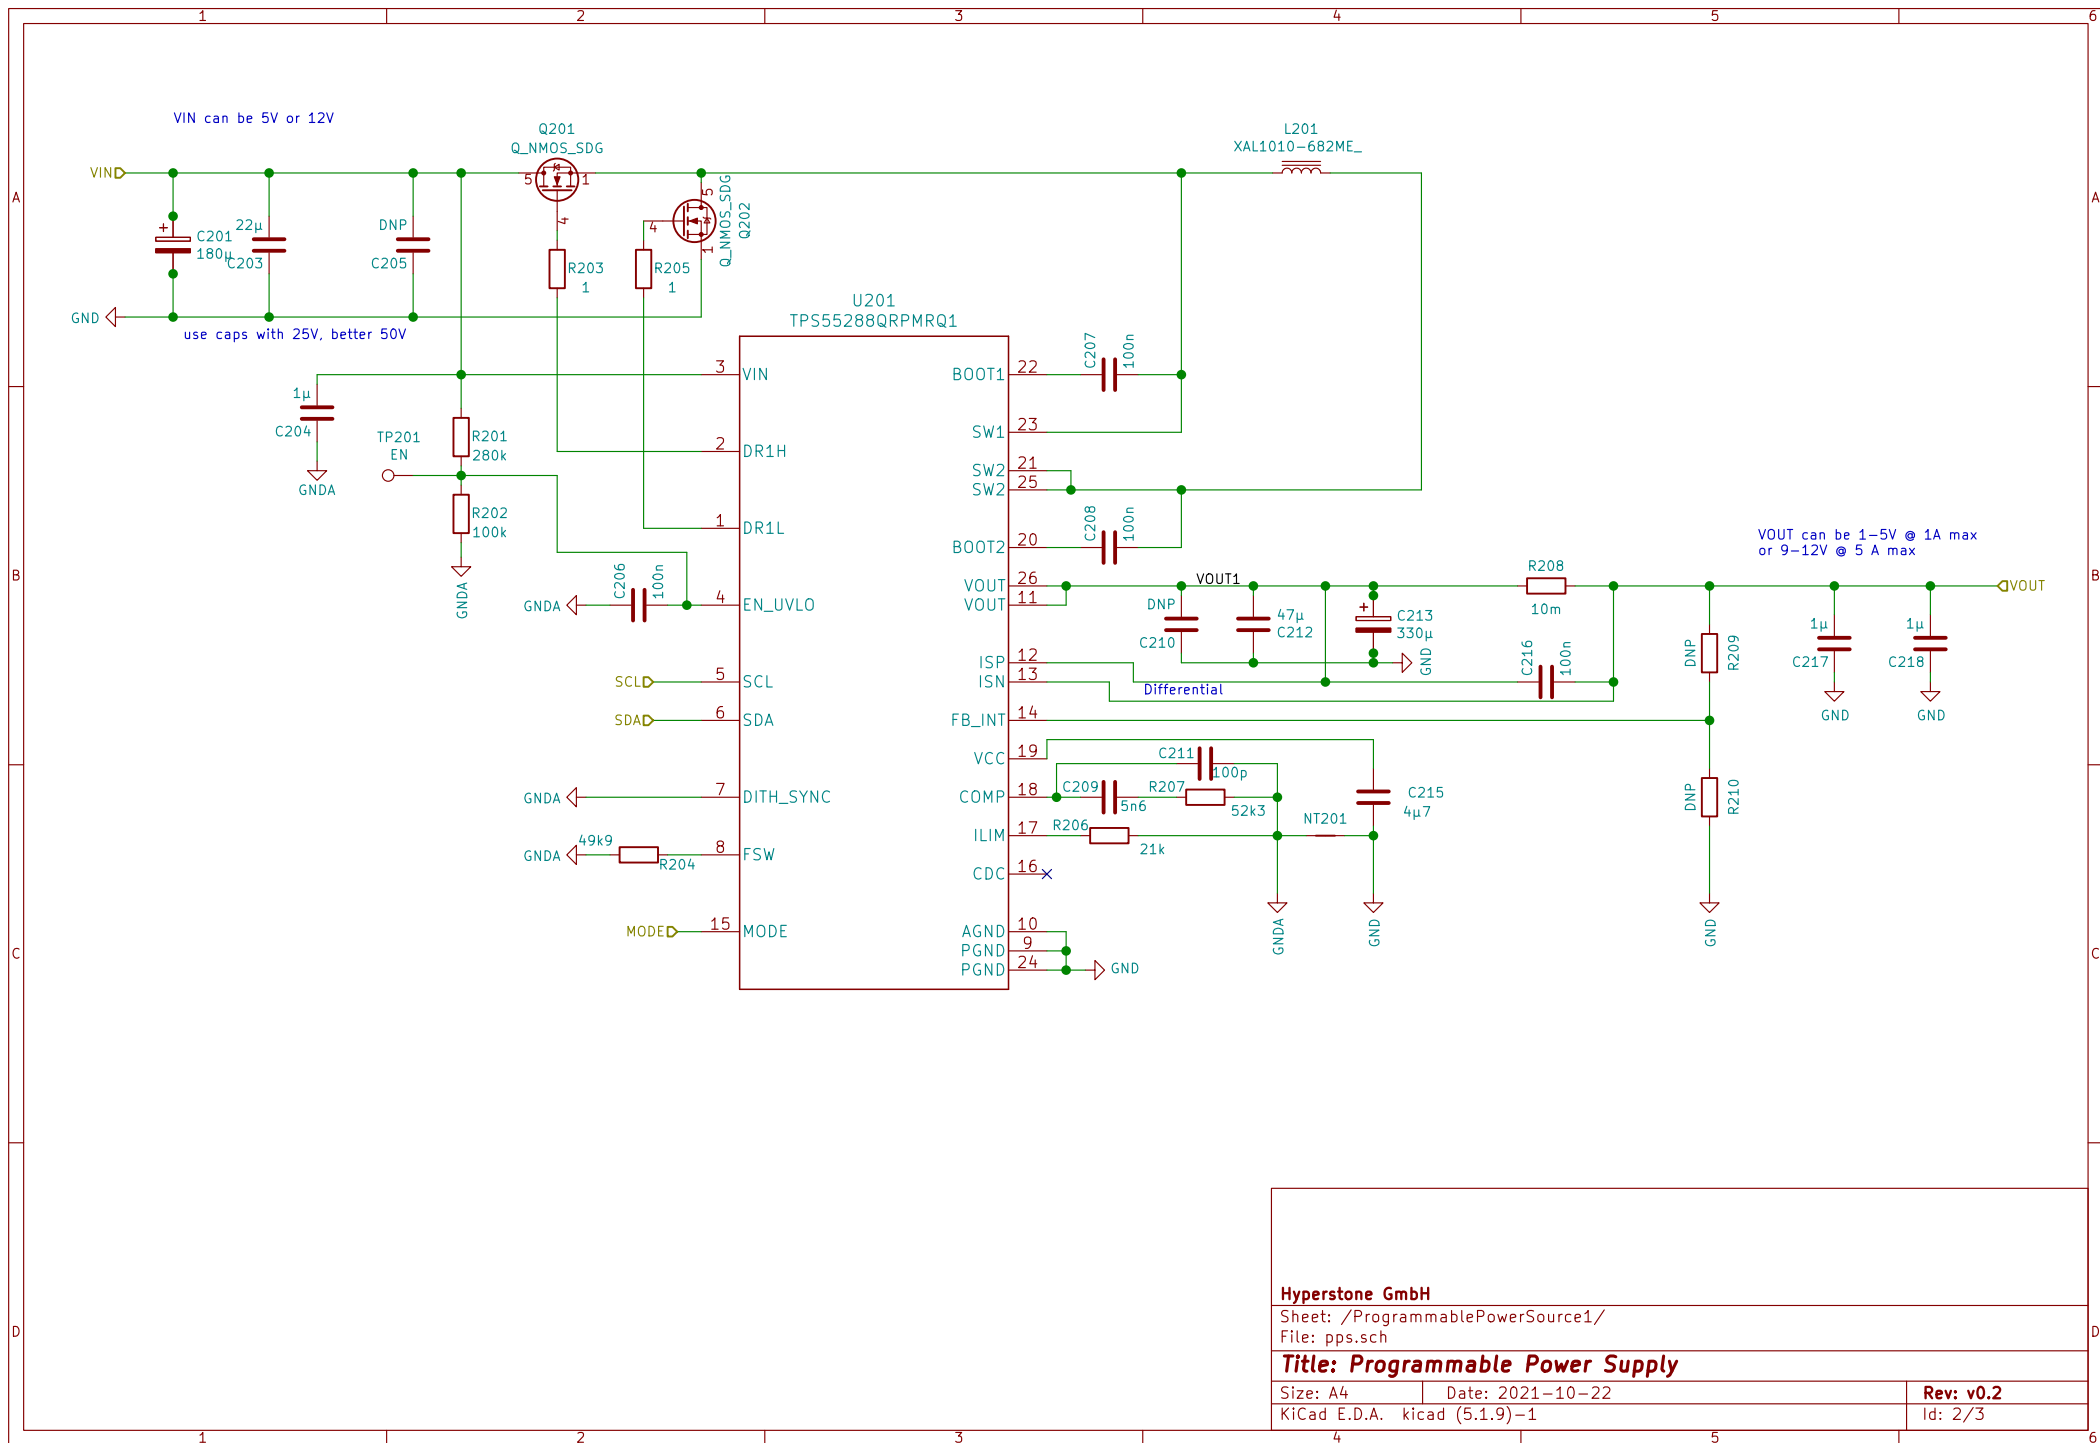 1 2 3 4 5 6
VIN can be 5V or 12V
Q201
Q_NMOS_SDG
L201
XAL1010-682ME_
VIN
5 1
4
5
Q_NMOS_SDG
Q202
4
1
A A
+
C201
180µ
22µ
C203
DNP
C205
R203
1
R205
1
GND
use caps with 25V, better 50V
U201
TPS55288QRPMRQ1
1µ
C204
GNDA
TP201
EN
R201
280k
R202
100k
GNDA
3 VIN
2 DR1H
1 DR1L
4 EN_UVLO
5 SCL
6 SDA
7 DITH_SYNC
8 FSW
15 MODE
BOOT1 22
SW1 23
SW2 21
SW2 25
BOOT2 20
VOUT 26
VOUT 11
ISP 12
ISN 13
FB_INT 14
VCC 19
COMP 18
ILIM 17
CDC 16
AGND 10
PGND 9
PGND 24
GND
C207
100n
C208
100n
B B
GNDA
C206
100n
SCL
SDA
GNDA
GNDA
49k9
R204
MODE
VOUT1
DNP
C210
47µ
C212
+
C213
330µ
GND
Differential
R208
10m
C216
100n
VOUT can be 1-5V @ 1A max
or 9-12V @ 5 A max
VOUT
DNP
R209
1µ
C217
GND
1µ
C218
GND
C211
100p
C209
5n6
R207
52k3
R206
21k
NT201
C215
4µ7
DNP
R210
GNDA
GND
GND
C C
D D
Hyperstone GmbH
Sheet: /ProgrammablePowerSource1/
File: pps.sch
Title: Programmable Power Supply
Size: A4 Date: 2021-10-22 Rev: v0.2
KiCad E.D.A. kicad (5.1.9)-1 Id: 2/3
1 2 3 4 5 6